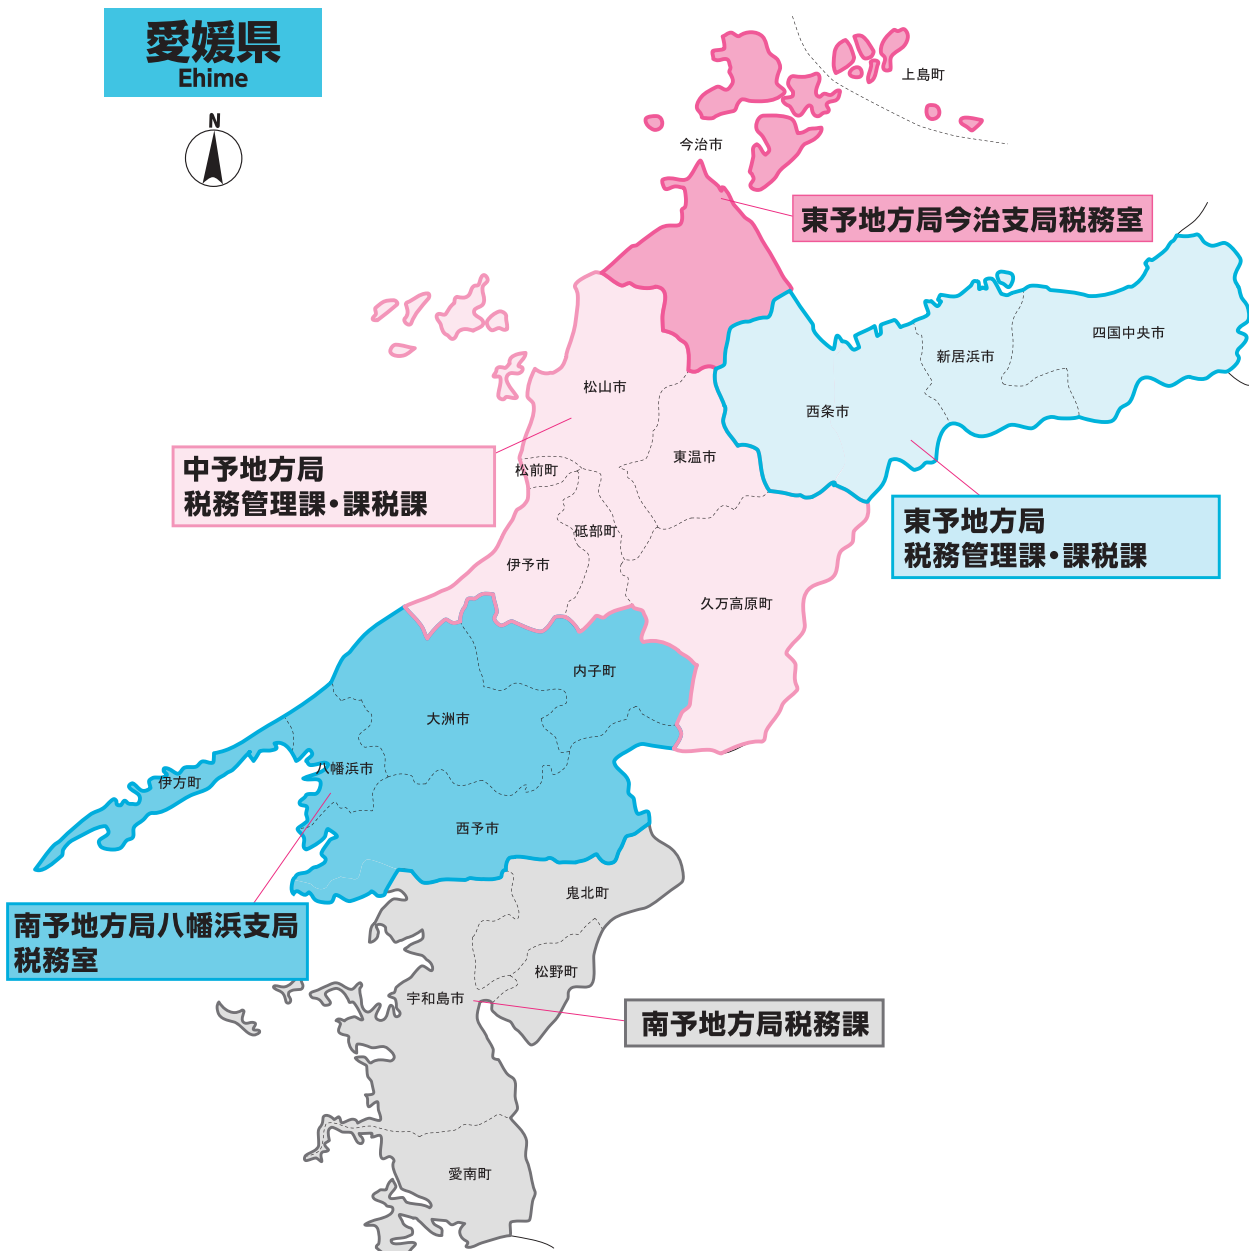 愛媛県
Ehime
N
上島町
今治市
東予地方局今治支局税務室
四国中央市
新居浜市
松山市
西条市
東温市
中予地方局
税務管理課・課税課
松前町
東予地方局
税務管理課・課税課
砥部町
伊予市
久万高原町
内子町
大洲市
八幡浜市
伊方町
西予市
鬼北町
南予地方局八幡浜支局
税務室
松野町
宇和島市
南予地方局税務課
愛南町